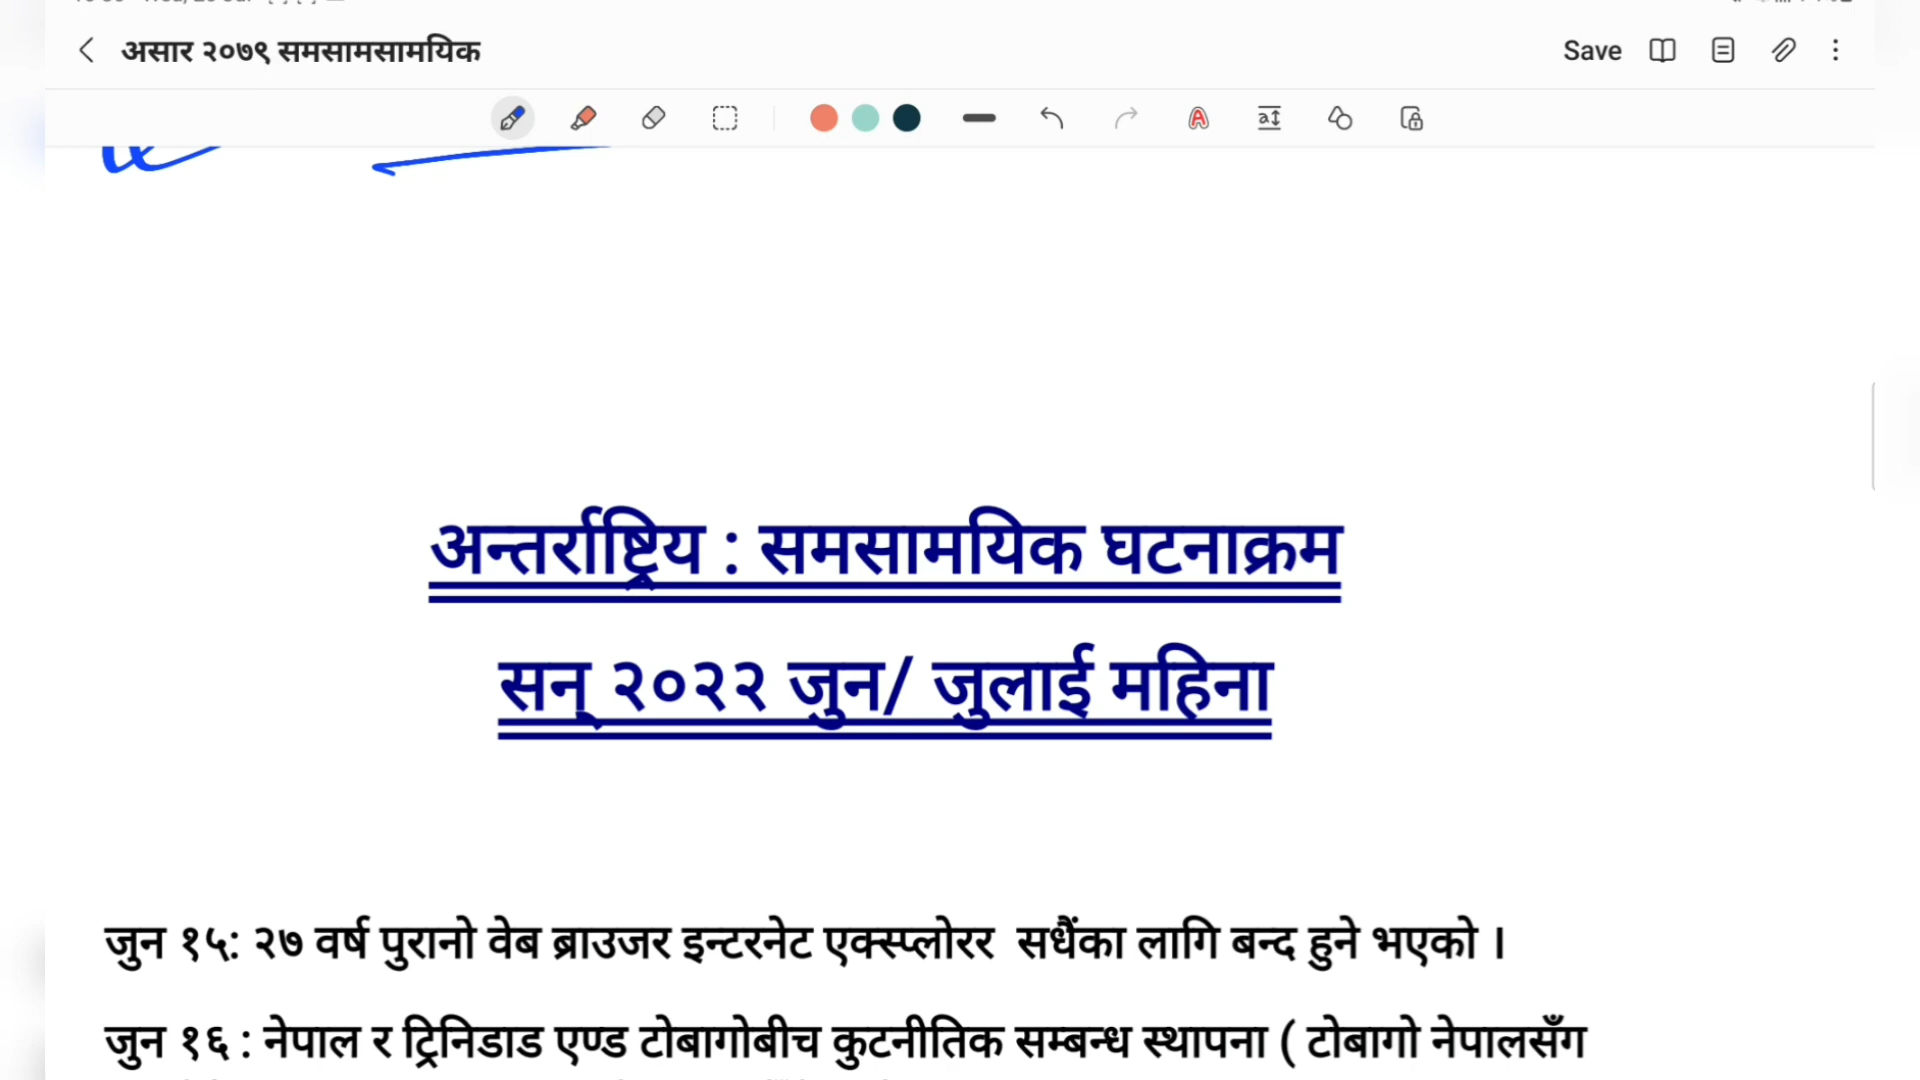 असार २०७९ समसामसामयिक
Save
अन्तर्राष्ट्रिय : समसामयिक घटनाक्रम
सन् २०२२ जुन/ जुलाई महिना
जुन १५: २७ वर्ष पुरानो वेब ब्राउजर इन्टरनेट एक्स्प्लोरर सधैंका लागि बन्द हुने भएको ।
जुन १६ : नेपाल र ट्रिनिडाड एण्ड टोबागोबीच कुटनीतिक सम्बन्ध स्थापना ( टोबागो नेपालसँग